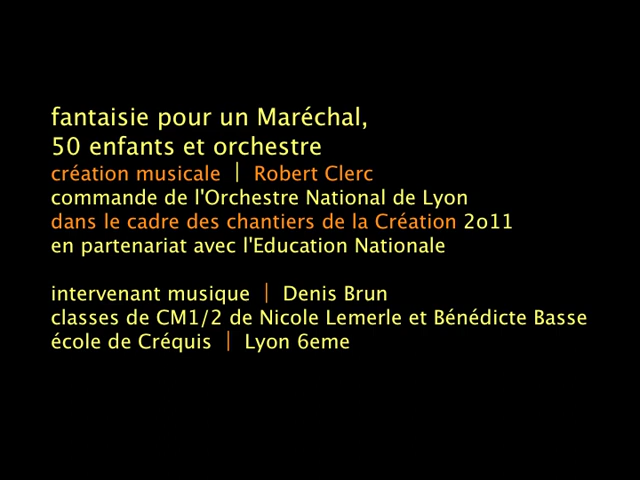 fantaisie pour un Maréchal,
50 enfants et orchestre
création musicale | Robert Clerc
commande de l'Orchestre National de Lyon
dans le cadre des chantiers de la Création 2o11
en partenariat avec l'Education Nationale
intervenant musique | Denis Brun
classes de CM1/2 de Nicole Lemerle et Bénédicte Basse
école de Créquis | Lyon 6eme